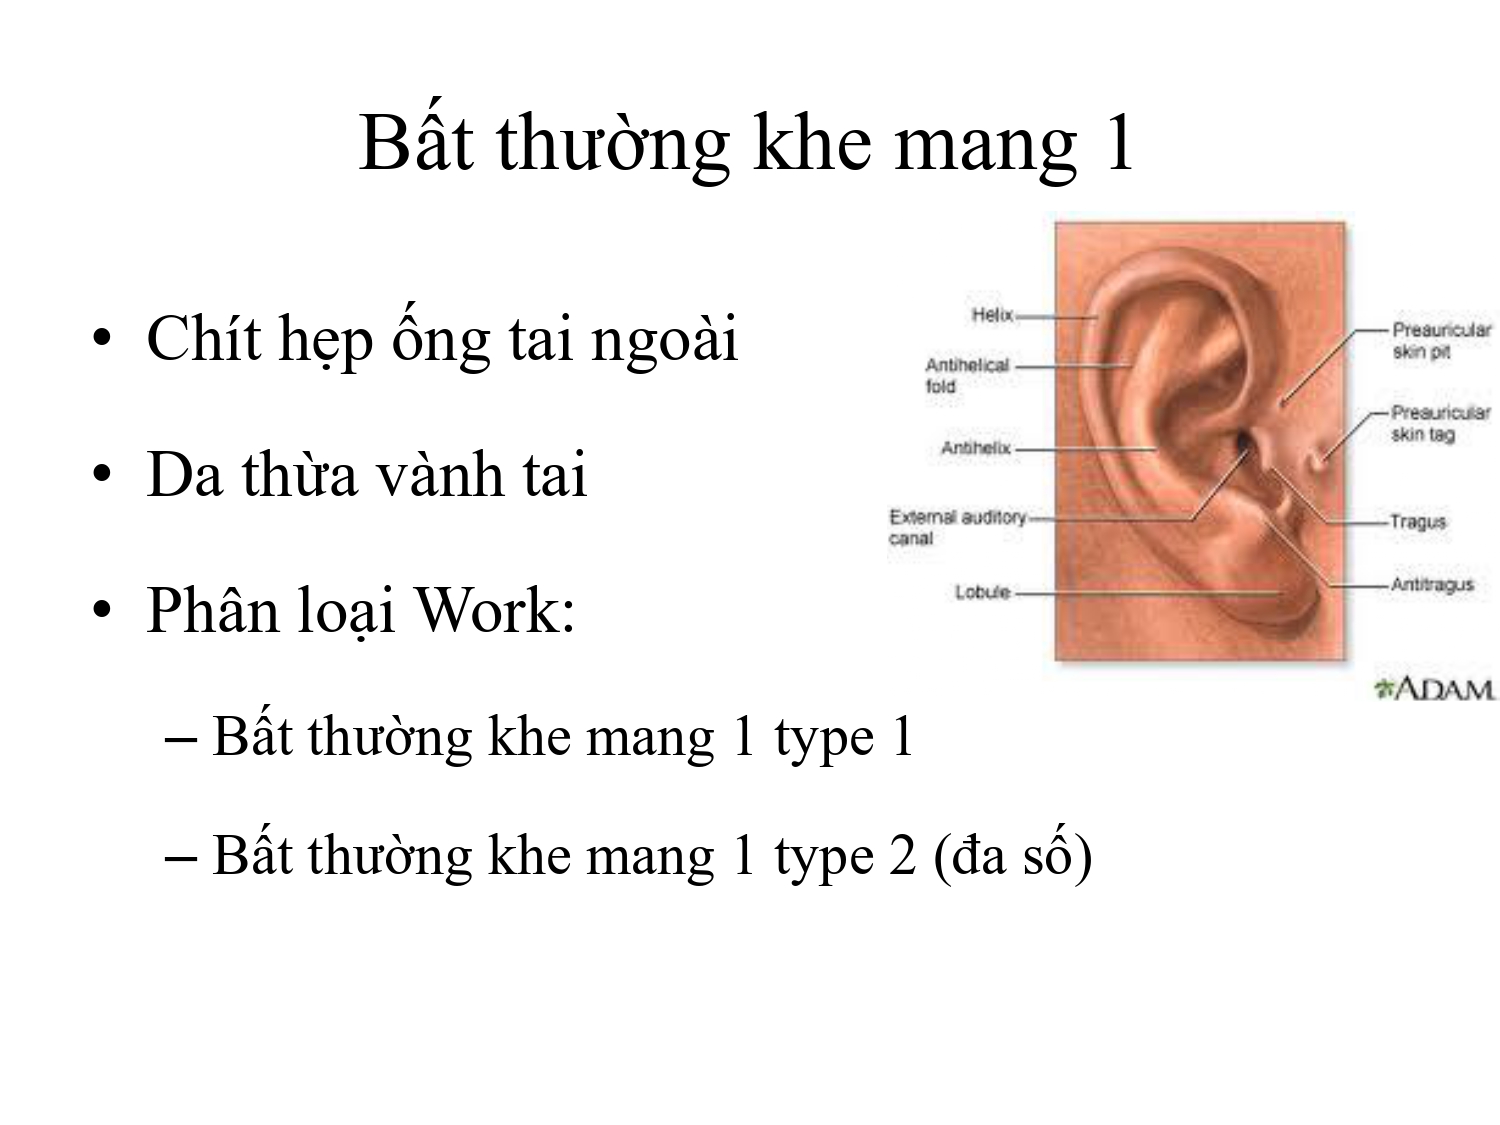 Bất thường khe mang 1
• Chít hẹp ống tai ngoài
• Da thừa vành tai
• Phân loại Work:
– Bất thường khe mang 1 type 1
– Bất thường khe mang 1 type 2 (đa số)
Helix
Antihelical
fold
Antihelix
External auditory
canal
Lobule
Preauricular
skin pit
Preauricular
skin tag
Tragus
Antitragus
ADAM.